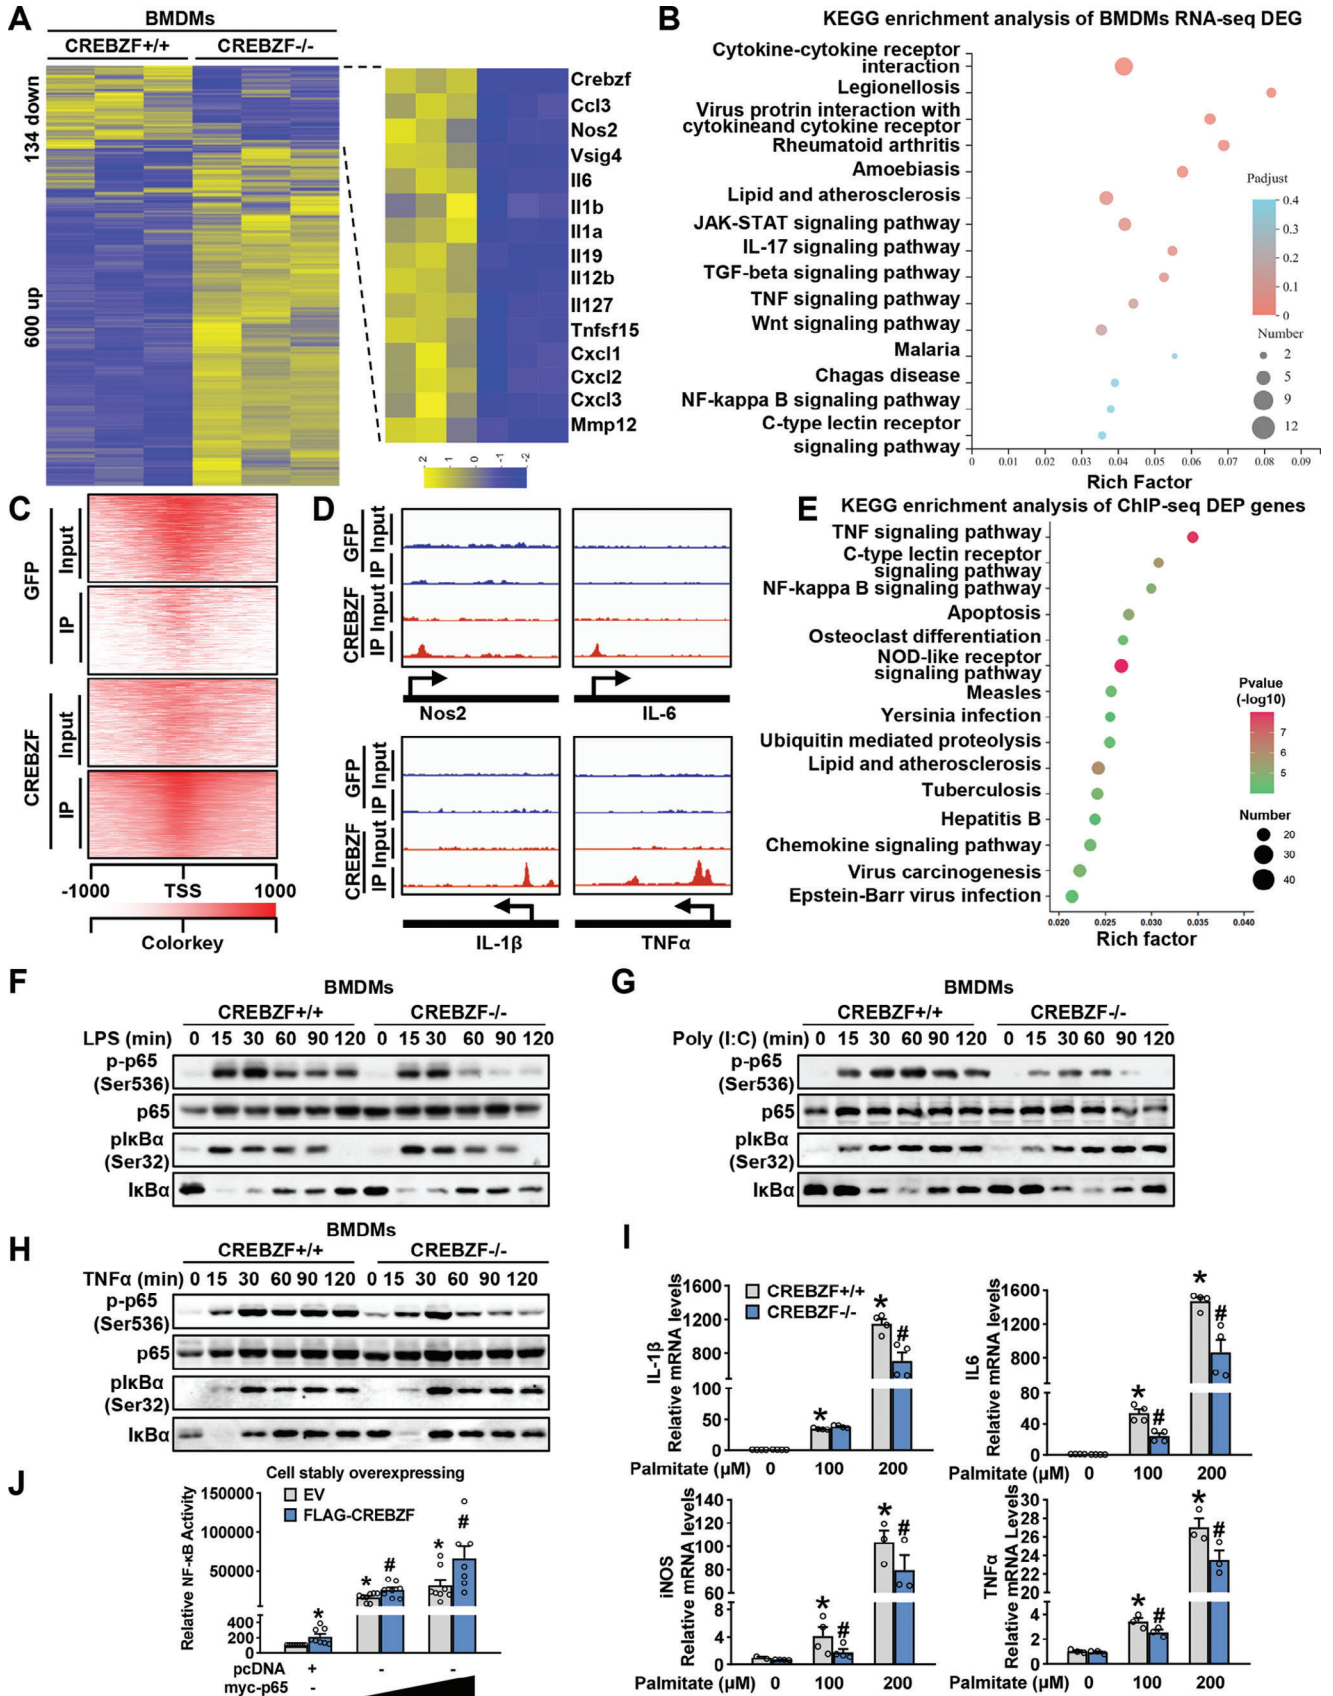 A
BMDMs
CREBZF+/+ CREBZF-/-
134 down
600 up
Crebzf
Ccl3
Nos2
Vsig4
Il6
Il1b
Il1a
Il19
Il12b
Il127
Tnfsf15
Cxcl1
Cxcl2
Cxcl3
Mmp12
2 1 0 -1 -2
B
KEGG enrichment analysis of BMDMs RNA-seq DEG
Cytokine-cytokine receptor
interaction
Legionellosis
Virus protrin interaction with
cytokineand cytokine receptor
Rheumatoid arthritis
Amoebiasis
Lipid and atherosclerosis
JAK-STAT signaling pathway
IL-17 signaling pathway
TGF-beta signaling pathway
TNF signaling pathway
Wnt signaling pathway
Malaria
Chagas disease
NF-kappa B signaling pathway
C-type lectin receptor
signaling pathway
0 0.01 0.02 0.03 0.04 0.05 0.06 0.07 0.08 0.09
Rich Factor
Padjust
0.4
0.3
0.2
0.1
0
Number
2
5
9
12
C
GFP
Input
IP
CREBZF
Input
IP
-1000 TSS 1000
Colorkey
D
GFP
IP Input
CREBZF
IP Input
Nos2 IL-6
GFP
IP Input
CREBZF
IP Input
IL-1β TNFα
E
KEGG enrichment analysis of ChIP-seq DEP genes
TNF signaling pathway
C-type lectin receptor
signaling pathway
NF-kappa B signaling pathway
Apoptosis
Osteoclast differentiation
NOD-like receptor
signaling pathway
Measles
Yersinia infection
Ubiquitin mediated proteolysis
Lipid and atherosclerosis
Tuberculosis
Hepatitis B
Chemokine signaling pathway
Virus carcinogenesis
Epstein-Barr virus infection
0.020 0.025 0.030 0.035 0.040
Rich factor
Pvalue
(-log10)
7
6
5
Number
20
30
40
F
BMDMs
CREBZF+/+ CREBZF-/-
LPS (min) 0 15 30 60 90 120 0 15 30 60 90 120
p-p65
(Ser536)
p65
pIκBα
(Ser32)
IκBα
G
BMDMs
CREBZF+/+ CREBZF-/-
Poly (I:C) (min) 0 15 30 60 90 120 0 15 30 60 90 120
p-p65
(Ser536)
p65
pIκBα
(Ser32)
IκBα
H
BMDMs
CREBZF+/+ CREBZF-/-
TNFα (min) 0 15 30 60 90 120 0 15 30 60 90 120
p-p65
(Ser536)
p65
pIκBα
(Ser32)
IκBα
I
CREBZF+/+
CREBZF-/-
IL-1β
Relative mRNA levels
1600
1200
800
100
50
0
* * #
Palmitate (μM) 0 100 200
IL6
Relative mRNA levels
1600
1200
800
80
40
0
* # * #
Palmitate (μM) 0 100 200
iNOS
Relative mRNA levels
140
120
100
80
60
8
4
0
* # * #
Palmitate (μM) 0 100 200
TNFα
Relative mRNA Levels
30
28
26
24
22
20
4
2
0
* # * #
Palmitate (μM) 0 100 200
J
Cell stably overexpressing
EV
FLAG-CREBZF
Relative NF-κB Activity
150000
100000
50000
400
200
0
* * # * #
pcDNA + - -
myc-p65 -